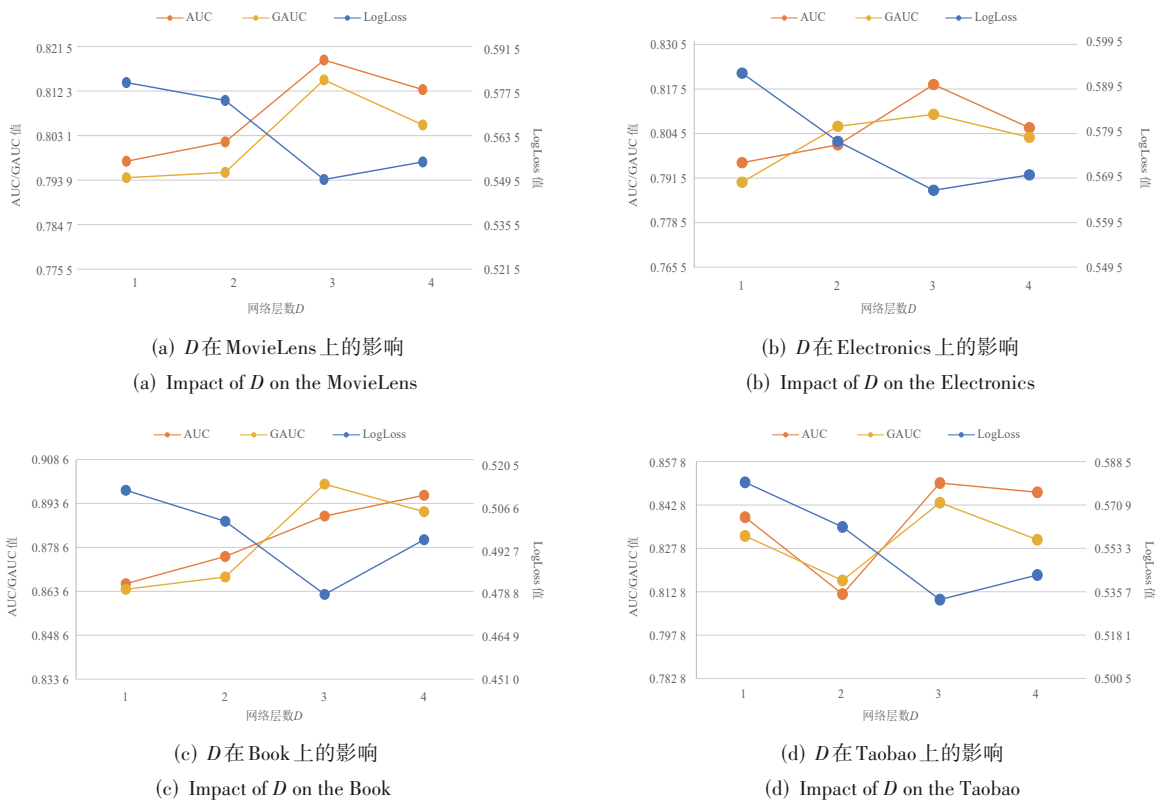 AUC GAUC LogLoss
0.821 5
0.812 3
0.803 1
0.793 9
0.784 7
0.775 5
AUC/GAUC 值
0.591 5
0.577 5
0.563 5
0.549 5
0.535 5
0.521 5
LogLoss 值
1 2 3 4
网络层数D
(a) D在MovieLens上的影响
(a) Impact of D on the MovieLens
AUC GAUC LogLoss
0.830 5
0.817 5
0.804 5
0.791 5
0.778 5
0.765 5
AUC/GAUC 值
0.599 5
0.589 5
0.579 5
0.569 5
0.559 5
0.549 5
LogLoss 值
1 2 3 4
网络层数D
(b) D在Electronics上的影响
(b) Impact of D on the Electronics
AUC GAUC LogLoss
0.908 6
0.893 6
0.878 6
0.863 6
0.848 6
0.833 6
AUC/GAUC 值
0.520 5
0.506 6
0.492 7
0.478 8
0.464 9
0.451 0
LogLoss 值
1 2 3 4
网络层数D
(c) D在Book上的影响
(c) Impact of D on the Book
AUC GAUC LogLoss
0.857 8
0.842 8
0.827 8
0.812 8
0.797 8
0.782 8
AUC/GAUC 值
0.588 5
0.570 9
0.553 3
0.535 7
0.518 1
0.500 5
LogLoss 值
1 2 3 4
网络层数D
(d) D在Taobao上的影响
(d) Impact of D on the Taobao